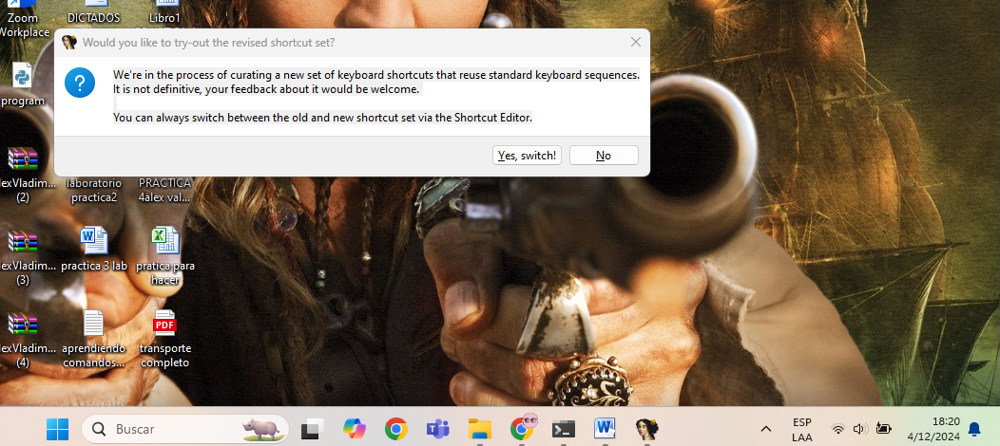 Zoom
Workplace
DICTADOS
Libro1
Would you like to try-out the revised shortcut set?
We're in the process of curating a new set of keyboard shortcuts that reuse standard keyboard sequences.
It is not definitive, your feedback about it would be welcome.
You can always switch between the old and new shortcut set via the Shortcut Editor.
Yes, switch!
No
program
exVladim...
(2)
laboratorio
practica2
PRACTICA
4alex val...
exVladim...
(3)
practica 3 lab
pratica para
hacer
exVladim...
(4)
aprendiendo
comandos...
PDF
transporte
completo
Buscar
ESP
LAA
18:20
4/12/2024